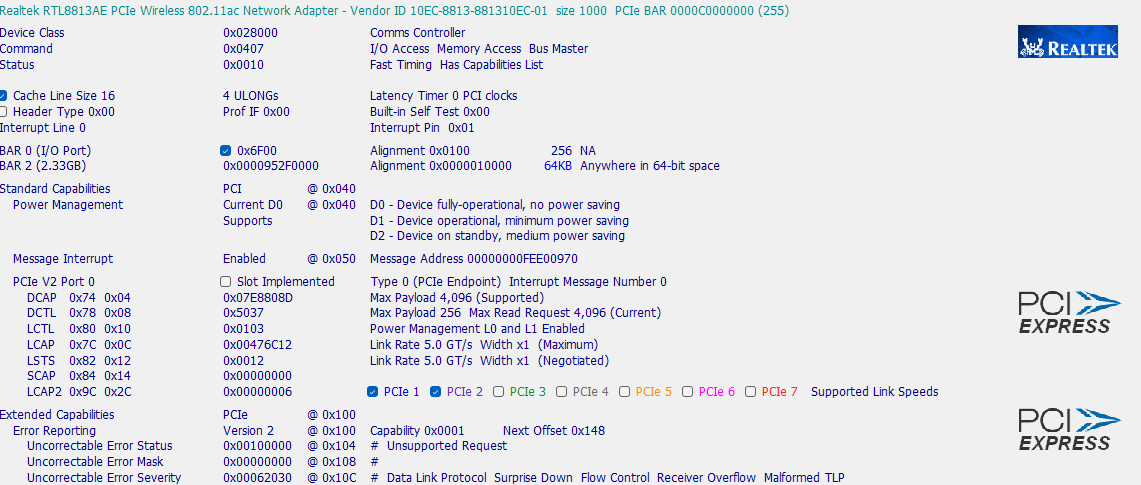 Realtek RTL8813AE PCIe Wireless 802.11ac Network Adapter - Vendor ID 10EC-8813-881310EC-01 size 1000 PCIe BAR 0000C0000000 (255)
Device Class 0x028000 Comms Controller
Command 0x0407 I/O Access Memory Access Bus Master
Status 0x0010 Fast Timing Has Capabilities List
REALTEK
Cache Line Size 16 4 ULONGs Latency Timer 0 PCI clocks
Header Type 0x00 Prof IF 0x00 Built-in Self Test 0x00
Interrupt Line 0 Interrupt Pin 0x01
BAR 0 (I/O Port) 0x6F00 Alignment 0x0100 256 NA
BAR 2 (2.33GB) 0x0000952F0000 Alignment 0x0000010000 64KB Anywhere in 64-bit space
Standard Capabilities PCI @ 0x040
Power Management Current D0 @ 0x040 D0 - Device fully-operational, no power saving
Supports D1 - Device operational, minimum power saving
D2 - Device on standby, medium power saving
Message Interrupt Enabled @ 0x050 Message Address 00000000FEE00970
PCIe V2 Port 0 Slot Implemented Type 0 (PCIe Endpoint) Interrupt Message Number 0
DCAP 0x74 0x04 0x07E8808D Max Payload 4,096 (Supported)
DCTL 0x78 0x08 0x5037 Max Payload 256 Max Read Request 4,096 (Current)
LCTL 0x80 0x10 0x0103 Power Management L0 and L1 Enabled
LCAP 0x7C 0x0C 0x00476C12 Link Rate 5.0 GT/s Width x1 (Maximum)
LSTS 0x82 0x12 0x0012 Link Rate 5.0 GT/s Width x1 (Negotiated)
SCAP 0x84 0x14 0x00000000
LCAP2 0x9C 0x2C 0x00000006 PCIe 1 PCIe 2 PCIe 3 PCIe 4 PCIe 5 PCIe 6 PCIe 7 Supported Link Speeds
PCI
EXPRESS
Extended Capabilities PCIe @ 0x100
Error Reporting Version 2 @ 0x100 Capability 0x0001 Next Offset 0x148
Uncorrectable Error Status 0x00100000 @ 0x104 # Unsupported Request
Uncorrectable Error Mask 0x00000000 @ 0x108 #
Uncorrectable Error Severity 0x00062030 @ 0x10C # Data Link Protocol Surprise Down Flow Control Receiver Overflow Malformed TLP
PCI
EXPRESS